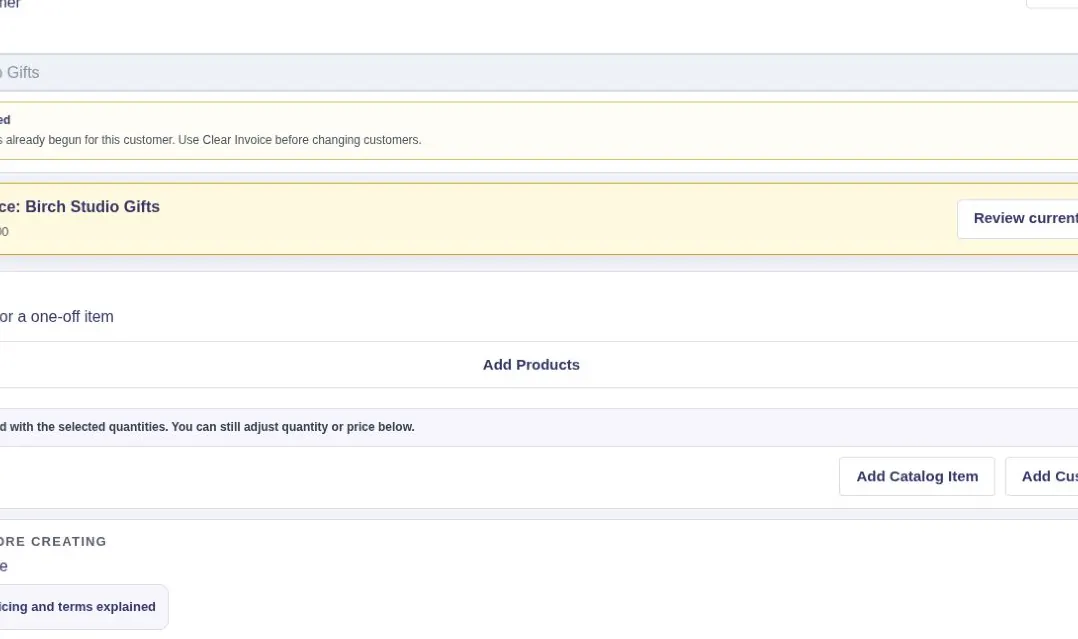 mer
Gifts
ed
already begun for this customer. Use Clear Invoice before changing customers.
ce: Birch Studio Gifts
00
Review current
or a one-off item
Add Products
d with the selected quantities. You can still adjust quantity or price below.
Add Catalog Item
Add Cus
ORE CREATING
e
icing and terms explained